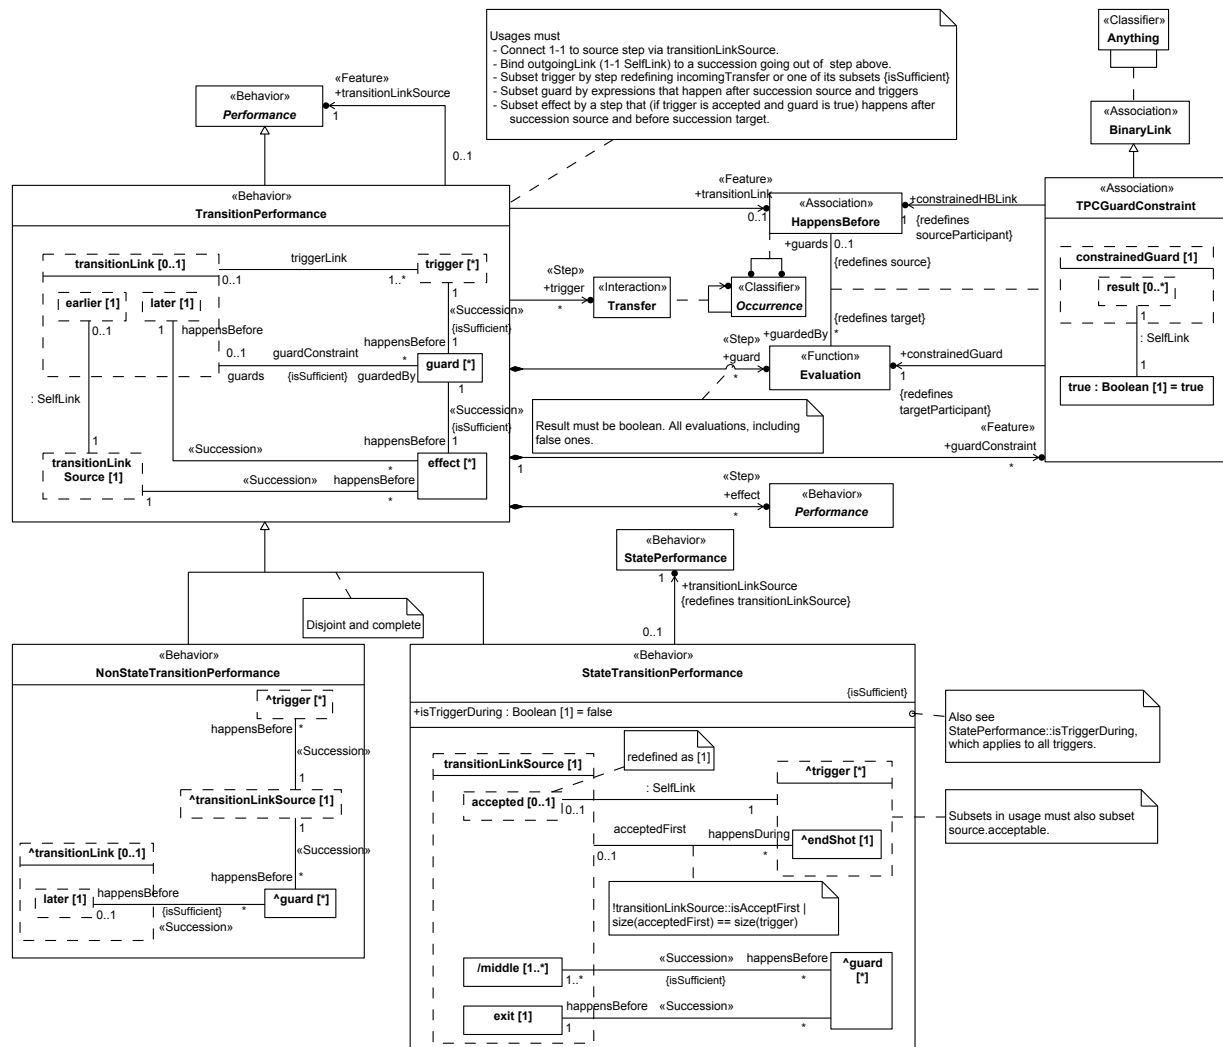 Usages must
- Connect 1-1 to source step via transitionLinkSource.
- Bind outgoingLink (1-1 SelfLink) to a succession going out of  step above.
- Subset trigger by step redefining incomingTransfer or one of its subsets {isSufficient}
- Subset guard by expressions that happen after succession source and triggers
- Subset effect by a step that (if trigger is accepted and guard is true) happens after
succession source and before succession target.
«Classifier»
Anything
«Association»
BinaryLink
«Behavior»
Performance
«Feature»
+transitionLinkSource
1
0..1
«Behavior»
TransitionPerformance
transitionLink [0..1]
earlier [1]
later [1]
0..1
1
happensBefore
triggerLink
0..1
1..*
trigger [*]
1
«Succession»
{isSufficient}
happensBefore
1
0..1
guards
guardConstraint
{isSufficient}
*
guardedBy
guard [*]
1
«Succession»
{isSufficient}
happensBefore
1
: SelfLink
1
transitionLink
Source [1]
«Succession»
*
effect [*]
1
«Succession»
happensBefore
*
«Feature»
+transitionLink
0..1
«Association»
HappensBefore
+guards
0..1
{redefines source}
+constrainedHBLink
1
{redefines
sourceParticipant}
«Association»
TPCGuardConstraint
constrainedGuard [1]
result [0..*]
1
: SelfLink
1
true : Boolean [1] = true
«Step»
+trigger
*
«Interaction»
Transfer
«Classifier»
Occurrence
{redefines target}
+guardedBy
*
«Step»
+guard
*
«Function»
Evaluation
+constrainedGuard
1
{redefines
targetParticipant}
Result must be boolean. All evaluations, including
false ones.
«Feature»
+guardConstraint
1
*
«Step»
+effect
*
«Behavior»
Performance
«Behavior»
StatePerformance
1
+transitionLinkSource
{redefines transitionLinkSource}
0..1
Disjoint and complete
«Behavior»
NonStateTransitionPerformance
^trigger [*]
happensBefore
*
«Succession»
1
^transitionLinkSource [1]
1
«Succession»
happensBefore
*
^transitionLink [0..1]
later [1]
happensBefore
0..1
{isSufficient}
*
«Succession»
^guard [*]
«Behavior»
StateTransitionPerformance
{isSufficient}
+isTriggerDuring : Boolean [1] = false
Also see
StatePerformance::isTriggerDuring,
which applies to all triggers.
redefined as [1]
transitionLinkSource [1]
accepted [0..1]
0..1
: SelfLink
1
^trigger [*]
Subsets in usage must also subset
source.acceptable.
acceptedFirst
0..1
happensDuring
*
^endShot [1]
!transitionLinkSource::isAcceptFirst |
size(acceptedFirst) == size(trigger)
/middle [1..*]
1..*
«Succession»
{isSufficient}
happensBefore
*
^guard
[*]
exit [1]
happensBefore
1
«Succession»
*